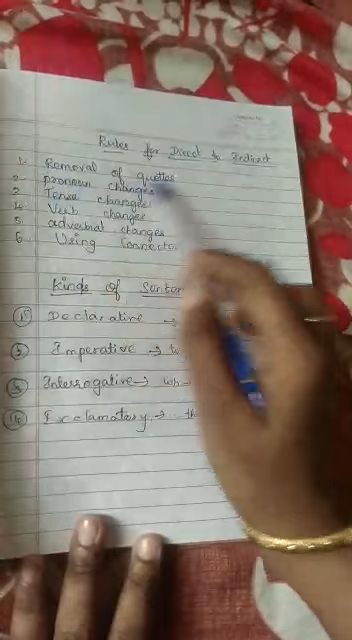 Rules for Direct to Indirect
1. Removal of quotes
2. pronoun changes
3. Tense changes
4. Verb changes
5. adverbial changes
6. Using Connecto
Kinds of Senten
① Declarative →
② Imperative →
③ Interrogative → wh-
④ Exclamatory → th